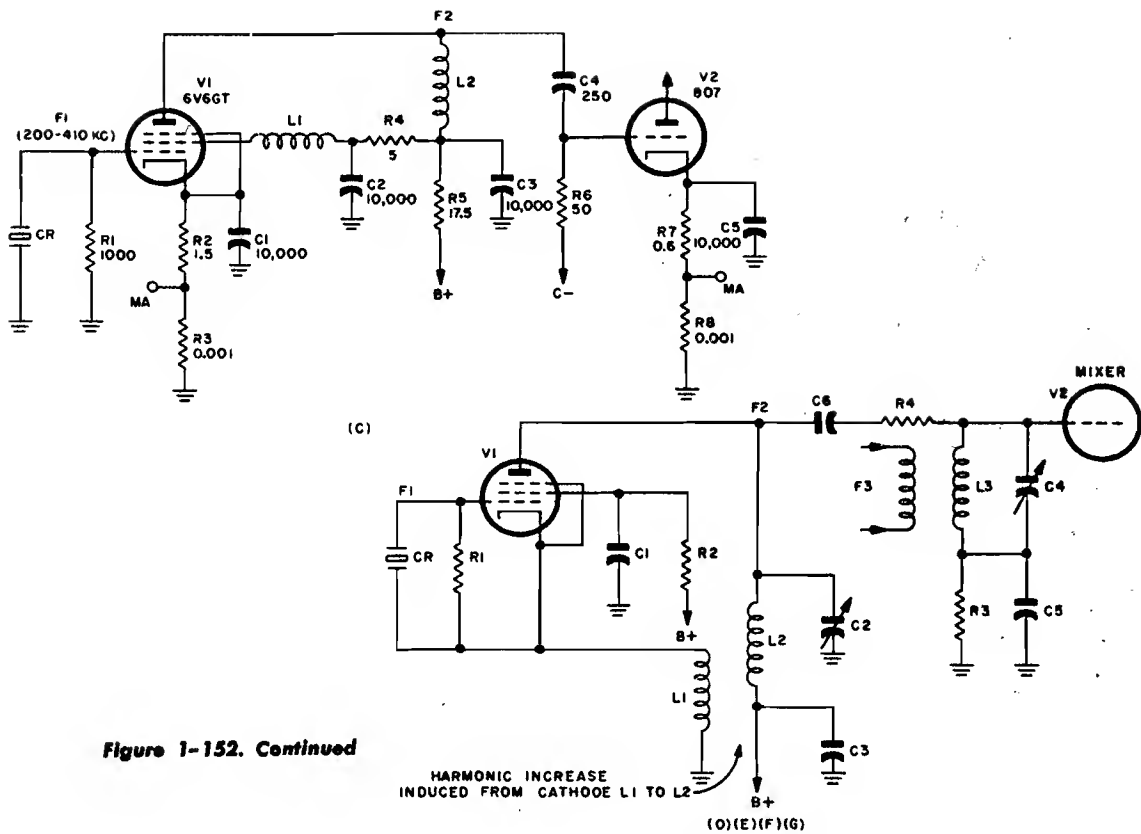 F2
V1
6V6GT
F1
(200-410 KC)
L1
R4
5
L2
C4
250
V2
807
CR
R1
1000
R2
1.5
C1
10,000
C2
10,000
R5
17.5
C3
10,000
R6
50
R7
0.6
C5
10,000
MA
R3
0.001
B+
C-
MA
R8
0.001
(C)
V1
F1
CR
R1
C1
R2
B+
L1
F2
C6
R4
V2
MIXER
F3
L3
C4
L2
C2
R3
C5
C3
Figure 1-152. Continued
HARMONIC INCREASE
INDUCED FROM CATHODE L1 TO L2
B+
(D)(E)(F)(G)